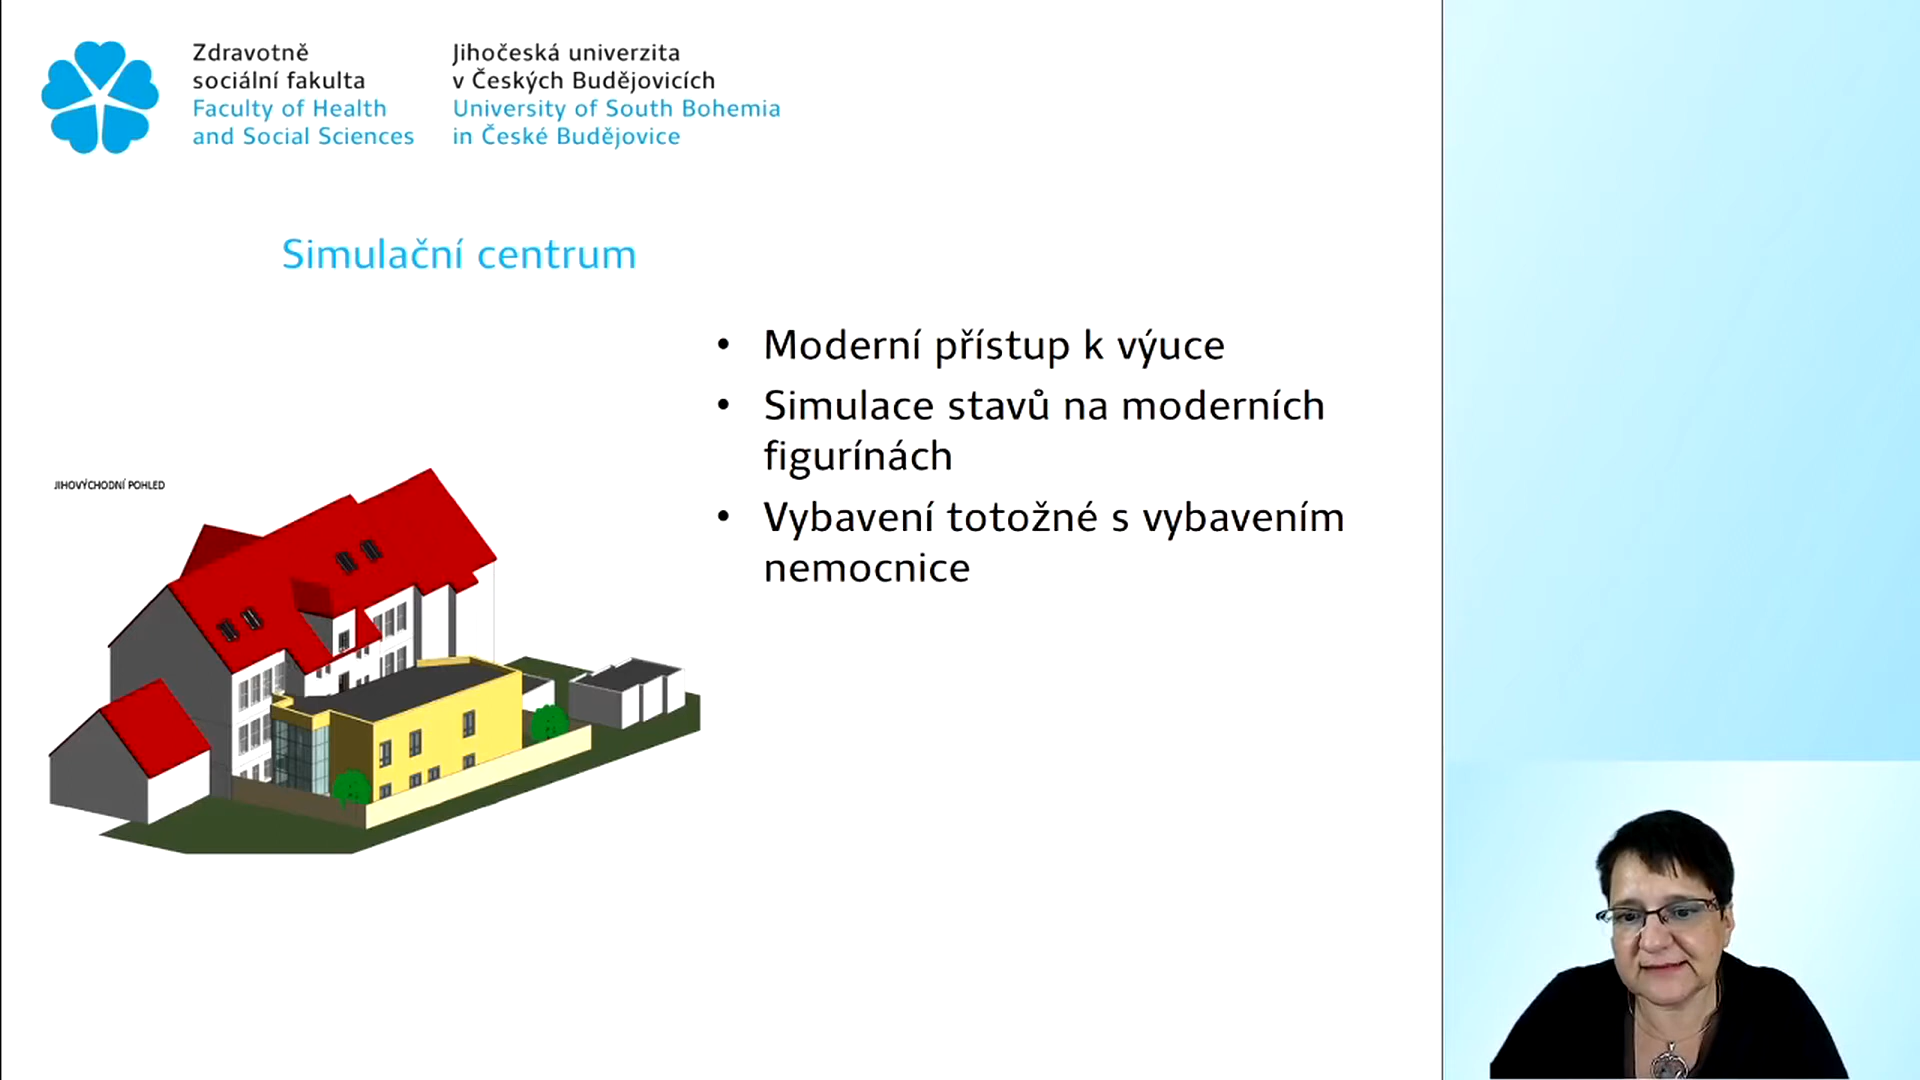 Zdravotně
sociální fakulta
Faculty of Health
and Social Sciences
Jihočeská univerzita
v Českých Budějovicích
University of South Bohemia
in České Budějovice
Simulační centrum
• Moderní přístup k výuce
• Simulace stavů na moderních
figurínách
• Vybavení totožné s vybavením
nemocnice
JIHOVÝCHODNÍ POHLED